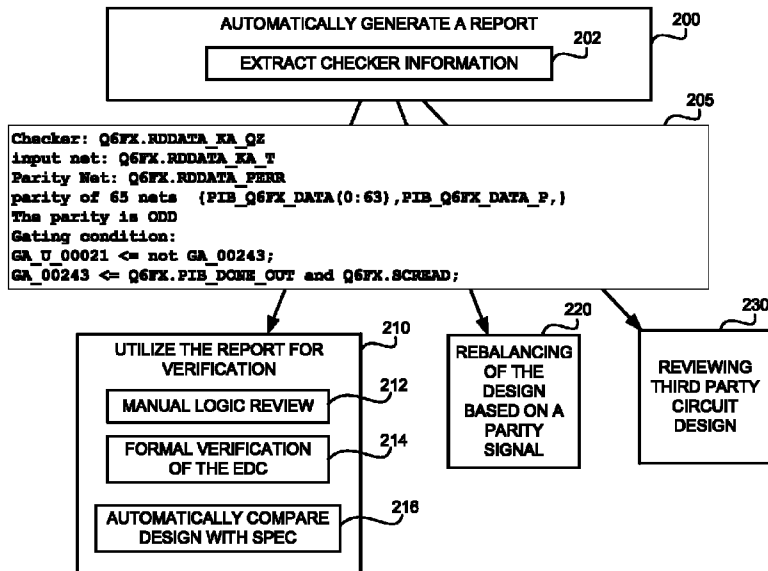 AUTOMATICALLY GENERATE A REPORT
200
202
EXTRACT CHECKER INFORMATION
205
Checker: Q6FX.RDDATA_KA_QZ
input net: Q6FX.RDDATA_KA_T
Parity Net: Q6FX.RDDATA_PERR
parity of 65 nets {PIB_Q6FX_DATA(0:63),PIB_Q6FX_DATA_P,}
The parity is ODD
Gating condition:
GA_U_00021 <= not GA_00243;
GA_00243 <= Q6FX.PIB_DONE_OUT and Q6FX.SCREAD;
210
UTILIZE THE REPORT FOR
VERIFICATION
212
MANUAL LOGIC REVIEW
214
FORMAL VERIFICATION
OF THE EDC
216
AUTOMATICALLY COMPARE
DESIGN WITH SPEC
220
REBALANCING
OF THE
DESIGN
BASED ON A
PARITY
SIGNAL
230
REVIEWING
THIRD PARTY
CIRCUIT
DESIGN